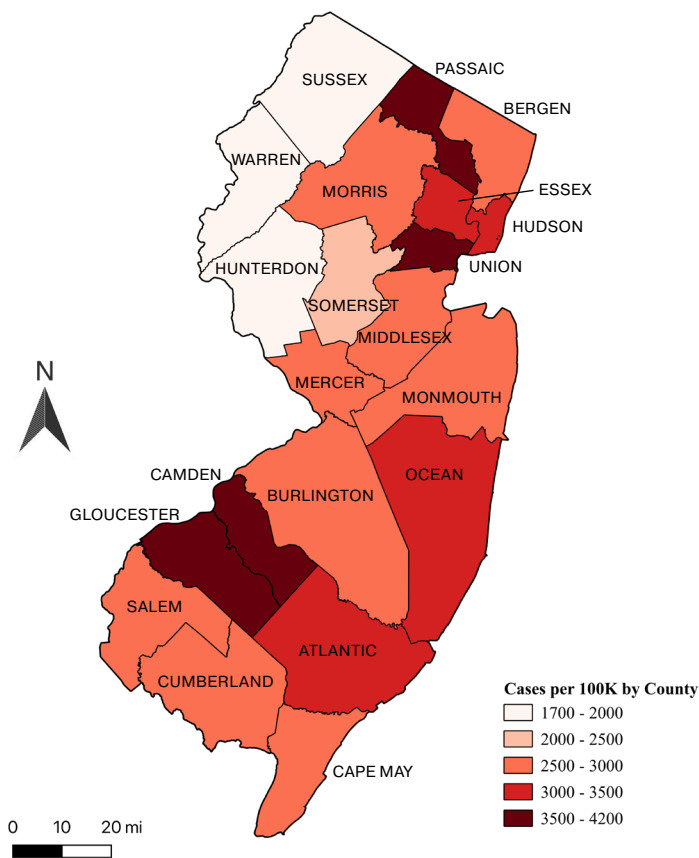 PASSAIC
SUSSEX
BERGEN
WARREN
MORRIS
ESSEX
HUDSON
HUNTERDON
UNION
SOMERSET
MIDDLESEX
N
MERCER
MONMOUTH
CAMDEN
OCEAN
BURLINGTON
GLOUCESTER
SALEM
ATLANTIC
CUMBERLAND
CAPE MAY
Cases per 100K by County
1700 - 2000
2000 - 2500
2500 - 3000
3000 - 3500
3500 - 4200
0 10 20 mi